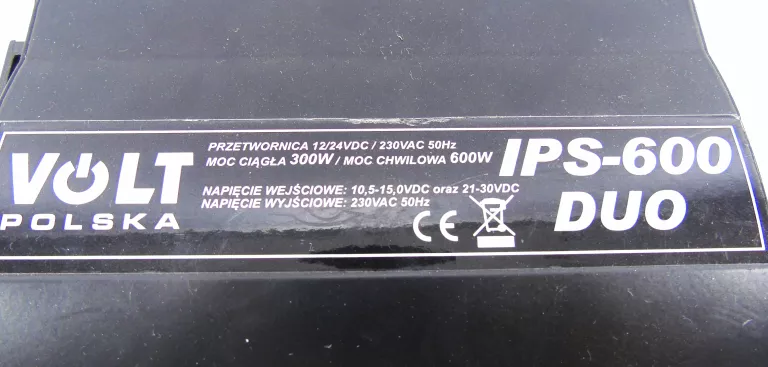 VOLT
POLSKA
PRZETWORNICA 12/24VDC / 230VAC 50Hz
MOC CIĄGŁA 300W / MOC CHWILOWA 600W
NAPIĘCIE WEJŚCIOWE: 10,5-15,0VDC oraz 21-30VDC
NAPIĘCIE WYJŚCIOWE: 230VAC 50Hz
CE
IPS-600
DUO